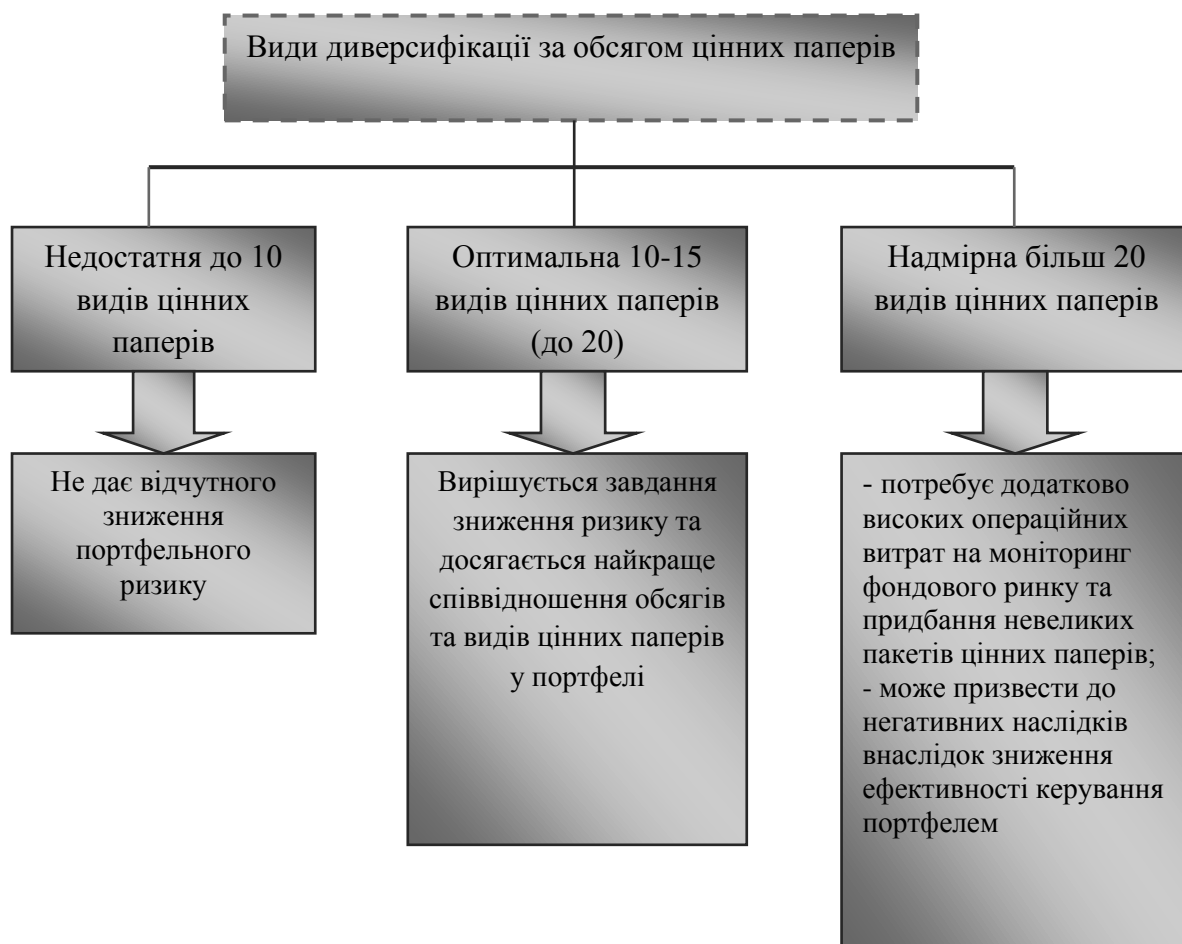 Види диверсифікації за обсягом цінних паперів
Недостатня до 10
видів цінних
паперів
Оптимальна 10-15
видів цінних паперів
(до 20)
Надмірна більш 20
видів цінних паперів
Не дає відчутного
зниження
портфельного
ризику
Вирішується завдання
зниження ризику та
досягається найкраще
співвідношення обсягів
та видів цінних паперів
у портфелі
- потребує додатково
високих операційних
витрат на моніторинг
фондового ринку та
придбання невеликих
пакетів цінних паперів;
- може призвести до
негативних наслідків
внаслідок зниження
ефективності керування
портфелем